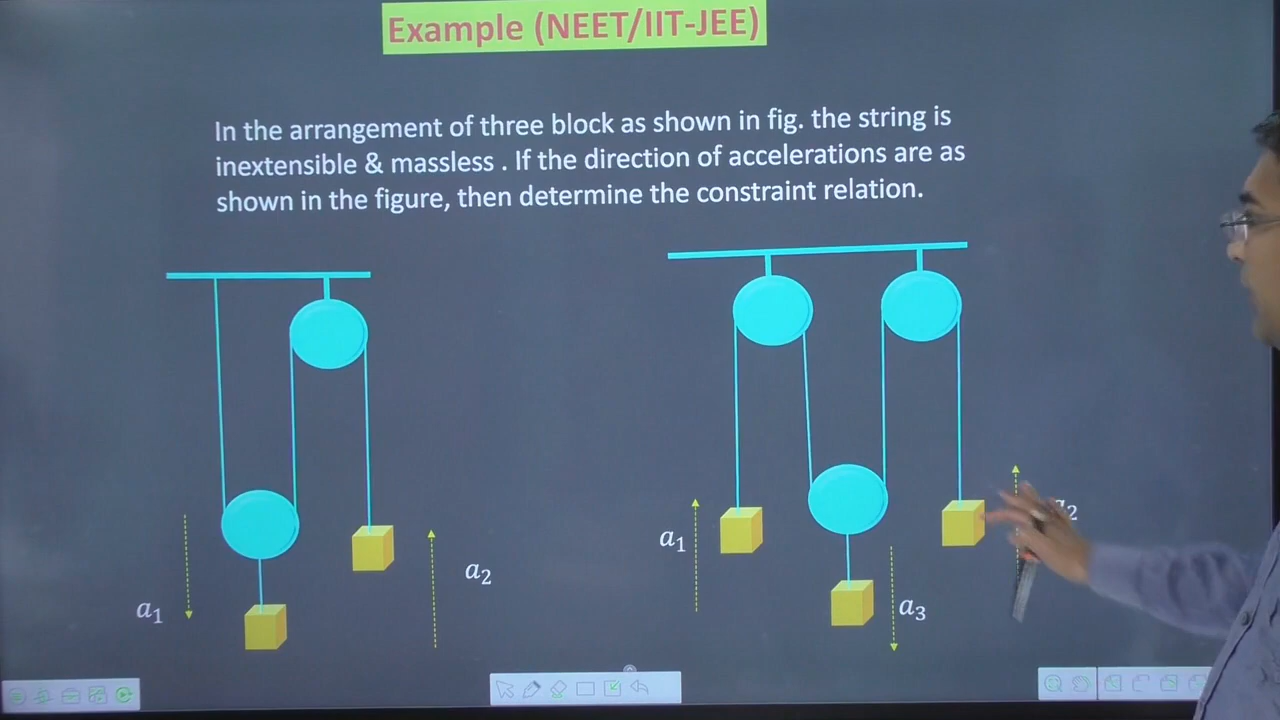 Example (NEET/IIT-JEE)
In the arrangement of three block as shown in fig. the string is
inextensible & massless . If the direction of accelerations are as
shown in the figure, then determine the constraint relation.
a₁
a₂
a₁
a₃
a₂